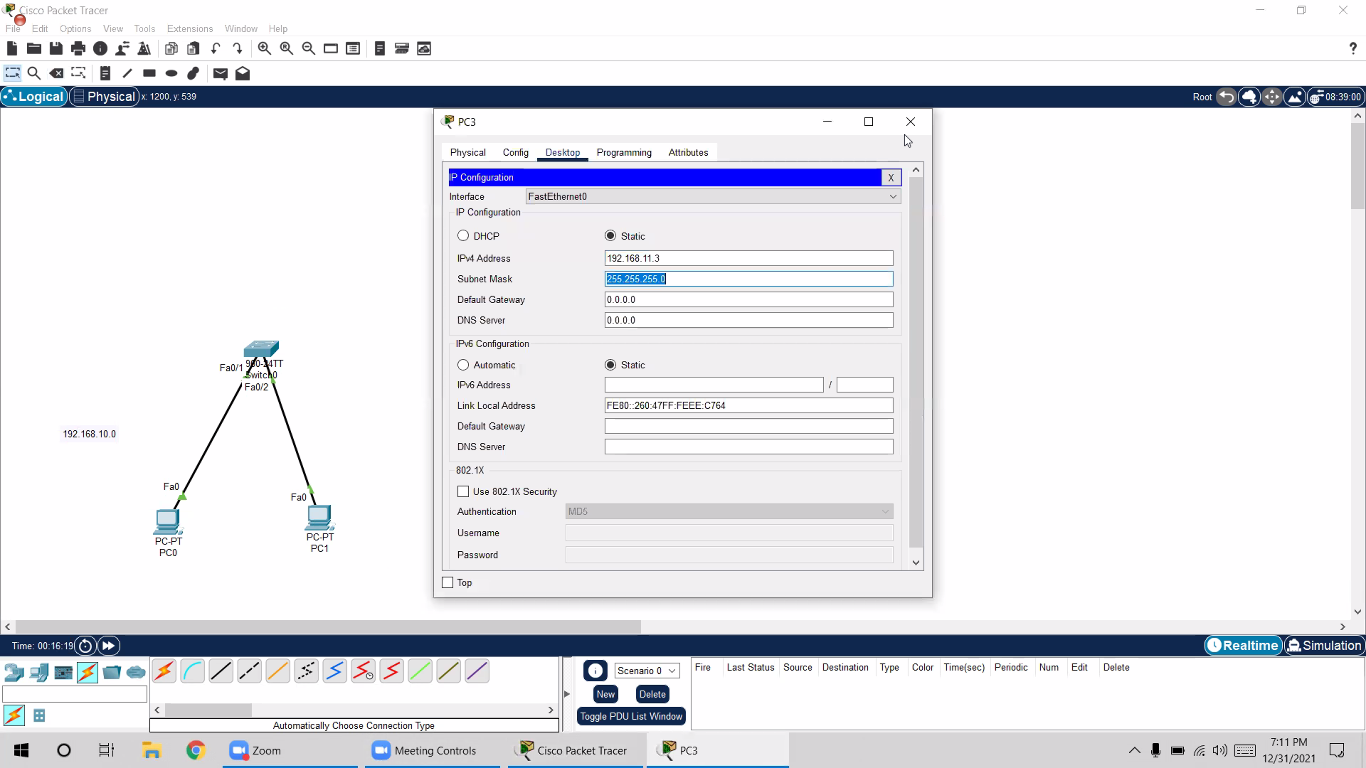 Cisco Packet Tracer
File Edit Options View Tools Extensions Window Help
Logical Physical x: 1200, y: 539
Root 08:39:00
PC3
Physical Config Desktop Programming Attributes
IP Configuration X
Interface FastEthernet0
IP Configuration
DHCP Static
IPv4 Address 192.168.11.3
Subnet Mask 255.255.255.0
Default Gateway 0.0.0.0
DNS Server 0.0.0.0
IPv6 Configuration
Automatic Static
IPv6 Address /
Link Local Address FE80::260:47FF:FEEE:C764
Default Gateway
DNS Server
802.1X
Use 802.1X Security
Authentication MD5
Username
Password
Top
Fa0/1
Switch0
Fa0/2
192.168.10.0
Fa0
Fa0
PC-PT
PC0
PC-PT
PC1
Time: 00:16:19
Realtime Simulation
Scenario 0
New Delete
Toggle PDU List Window
Fire Last Status Source Destination Type Color Time(sec) Periodic Num Edit Delete
Automatically Choose Connection Type
Zoom Meeting Controls Cisco Packet Tracer PC3
7:11 PM
12/31/2021